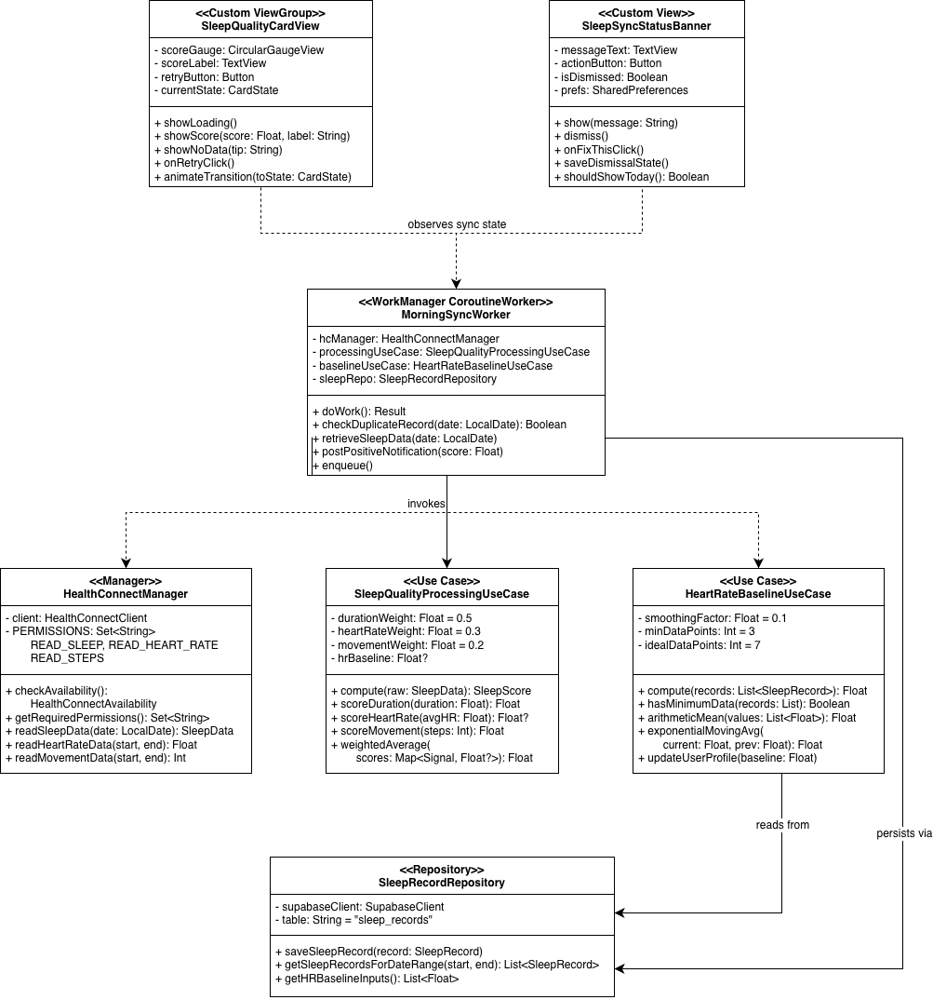 <<Custom ViewGroup>>
SleepQualityCardView
- scoreGauge: CircularGaugeView
- scoreLabel: TextView
- retryButton: Button
- currentState: CardState
+ showLoading()
+ showScore(score: Float, label: String)
+ showNoData(tip: String)
+ onRetryClick()
+ animateTransition(toState: CardState)
<<Custom View>>
SleepSyncStatusBanner
- messageText: TextView
- actionButton: Button
- isDismissed: Boolean
- prefs: SharedPreferences
+ show(message: String)
+ dismiss()
+ onFixThisClick()
+ saveDismissalState()
+ shouldShowToday(): Boolean
observes sync state
<<WorkManager CoroutineWorker>>
MorningSyncWorker
- hcManager: HealthConnectManager
- processingUseCase: SleepQualityProcessingUseCase
- baselineUseCase: HeartRateBaselineUseCase
- sleepRepo: SleepRecordRepository
+ doWork(): Result
+ checkDuplicateRecord(date: LocalDate): Boolean
+ retrieveSleepData(date: LocalDate)
+ postPositiveNotification(score: Float)
+ enqueue()
invokes
<<Manager>>
HealthConnectManager
- client: HealthConnectClient
- PERMISSIONS: Set<String>
READ_SLEEP, READ_HEART_RATE
READ_STEPS
+ checkAvailability():
HealthConnectAvailability
+ getRequiredPermissions(): Set<String>
+ readSleepData(date: LocalDate): SleepData
+ readHeartRateData(start, end): Float
+ readMovementData(start, end): Int
<<Use Case>>
SleepQualityProcessingUseCase
- durationWeight: Float = 0.5
- heartRateWeight: Float = 0.3
- movementWeight: Float = 0.2
- hrBaseline: Float?
+ compute(raw: SleepData): SleepScore
+ scoreDuration(duration: Float): Float
+ scoreHeartRate(avgHR: Float): Float?
+ scoreMovement(steps: Int): Float
+ weightedAverage(
scores: Map<Signal, Float?>): Float
<<Use Case>>
HeartRateBaselineUseCase
- smoothingFactor: Float = 0.1
- minDataPoints: Int = 3
- idealDataPoints: Int = 7
+ compute(records: List<SleepRecord>): Float
+ hasMinimumData(records: List): Boolean
+ arithmeticMean(values: List<Float>): Float
+ exponentialMovingAvg(
current: Float, prev: Float): Float
+ updateUserProfile(baseline: Float)
reads from
persists via
<<Repository>>
SleepRecordRepository
- supabaseClient: SupabaseClient
- table: String = "sleep_records"
+ saveSleepRecord(record: SleepRecord)
+ getSleepRecordsForDateRange(start, end): List<SleepRecord>
+ getHRBaselineInputs(): List<Float>